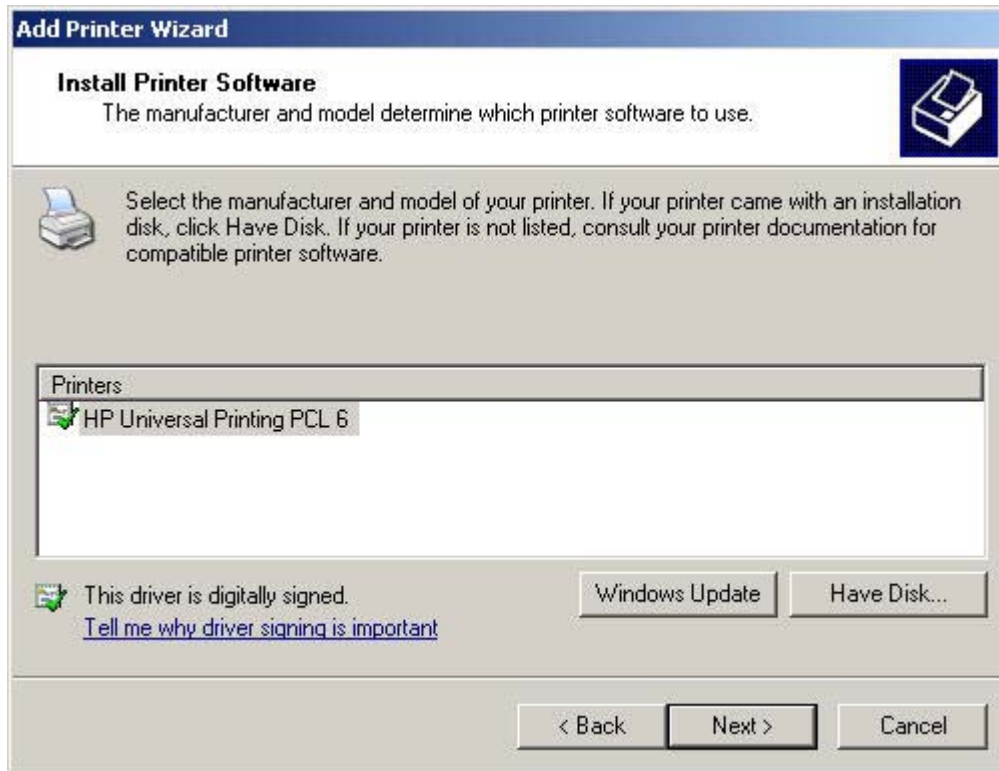 Add Printer Wizard
Install Printer Software
The manufacturer and model determine which printer software to use.
Select the manufacturer and model of your printer. If your printer came with an installation
disk, click Have Disk. If your printer is not listed, consult your printer documentation for
compatible printer software.
Printers
HP Universal Printing PCL 6
This driver is digitally signed.
Tell me why driver signing is important
Windows Update
Have Disk...
< Back
Next >
Cancel